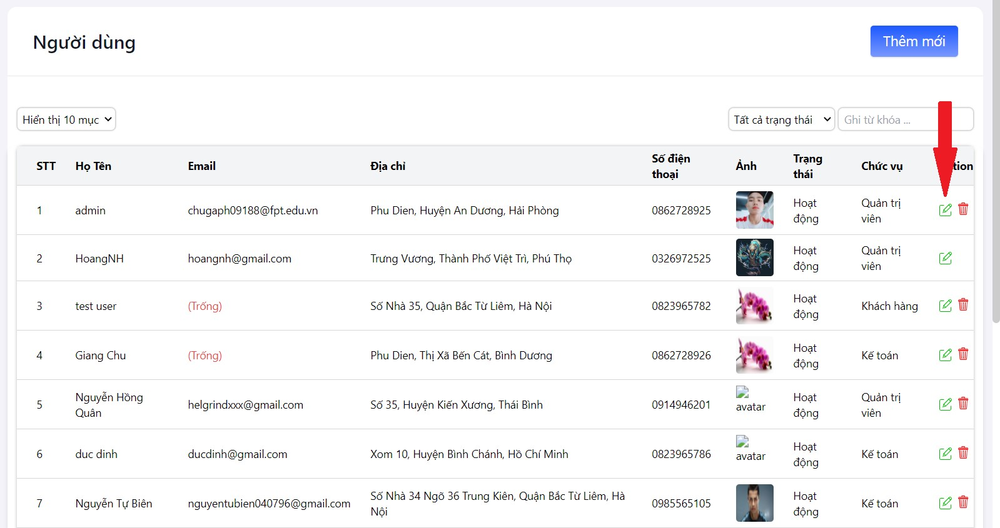 Người dùng
Thêm mới
Hiển thị 10 mục
Tất cả trạng thái
Ghi từ khóa ...
STT Họ Tên Email Địa chỉ Số điện thoại Ảnh Trạng thái Chức vụ tion
1 admin chugaph09188@fpt.edu.vn Phu Dien, Huyện An Dương, Hải Phòng 0862728925 Hoạt động Quản trị viên
2 HoangNH hoangnh@gmail.com Trưng Vương, Thành Phố Việt Trì, Phú Thọ 0326972525 Hoạt động Quản trị viên
3 test user (Trống) Số Nhà 35, Quận Bắc Từ Liêm, Hà Nội 0823965782 Hoạt động Khách hàng
4 Giang Chu (Trống) Phu Dien, Thị Xã Bến Cát, Bình Dương 0862728926 Hoạt động Kế toán
5 Nguyễn Hồng Quân helgrindxxx@gmail.com Số 35, Huyện Kiến Xương, Thái Bình 0914946201 avatar Hoạt động Quản trị viên
6 duc dinh ducdinh@gmail.com Xom 10, Huyện Bình Chánh, Hồ Chí Minh 0823965786 avatar Hoạt động Kế toán
7 Nguyễn Tự Biên nguyentubien040796@gmail.com Số Nhà 34 Ngõ 36 Trung Kiên, Quận Bắc Từ Liêm, Hà Nội 0985565105 Hoạt động Kế toán